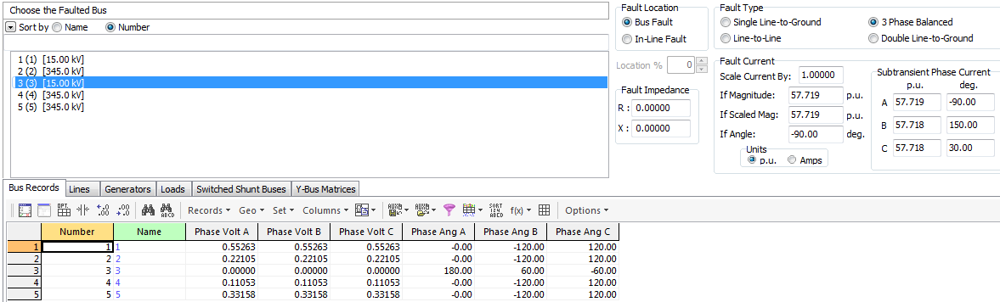 Choose the Faulted Bus
Sort by Name Number
1 (1) [15.00 kV]
2 (2) [345.0 kV]
3 (3) [15.00 kV]
4 (4) [345.0 kV]
5 (5) [345.0 kV]
Fault Location
Bus Fault
In-Line Fault
Location % 0
Fault Impedance
R : 0.00000
X : 0.00000
Fault Type
Single Line-to-Ground 3 Phase Balanced
Line-to-Line Double Line-to-Ground
Fault Current
Scale Current By: 1.00000
If Magnitude: 57.719 p.u.
If Scaled Mag: 57.719 p.u.
If Angle: -90.00 deg.
Units
p.u. Amps
Subtransient Phase Current
p.u. deg.
A 57.719 -90.00
B 57.718 150.00
C 57.718 30.00
Bus Records Lines Generators Loads Switched Shunt Buses Y-Bus Matrices
OPT. .00 .0 ABCD Records Geo Set Columns AUXB AUXB SORT 124 ABCD f(x) Options
Number Name Phase Volt A Phase Volt B Phase Volt C Phase Ang A Phase Ang B Phase Ang C
1 1 1 0.55263 0.55263 0.55263 -0.00 -120.00 120.00
2 2 2 0.22105 0.22105 0.22105 -0.00 -120.00 120.00
3 3 3 0.00000 0.00000 0.00000 180.00 60.00 -60.00
4 4 4 0.11053 0.11053 0.11053 -0.00 -120.00 120.00
5 5 5 0.33158 0.33158 0.33158 -0.00 -120.00 120.00